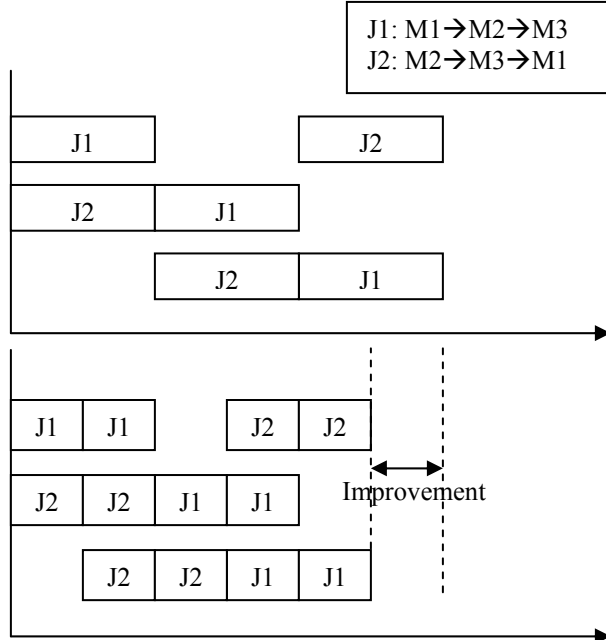 J1: M1→M2→M3
J2: M2→M3→M1
J1 J2
J2 J1
J2 J1
J1 J1 J2 J2
J2 J2 J1 J1
Improvement
J2 J2 J1 J1